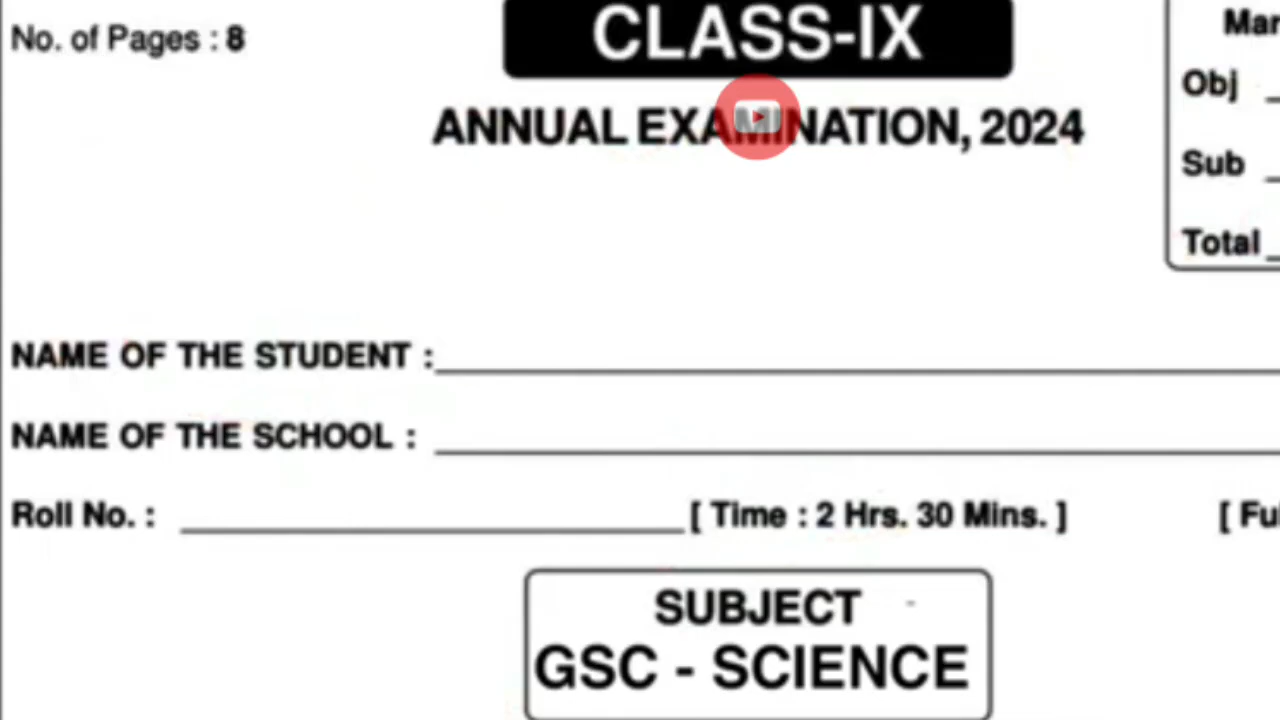 No. of Pages : 8
CLASS-IX
ANNUAL EXAMINATION, 2024
Obj
Sub
Total
NAME OF THE STUDENT :
NAME OF THE SCHOOL :
Roll No. :
[ Time : 2 Hrs. 30 Mins. ]
SUBJECT
GSC - SCIENCE